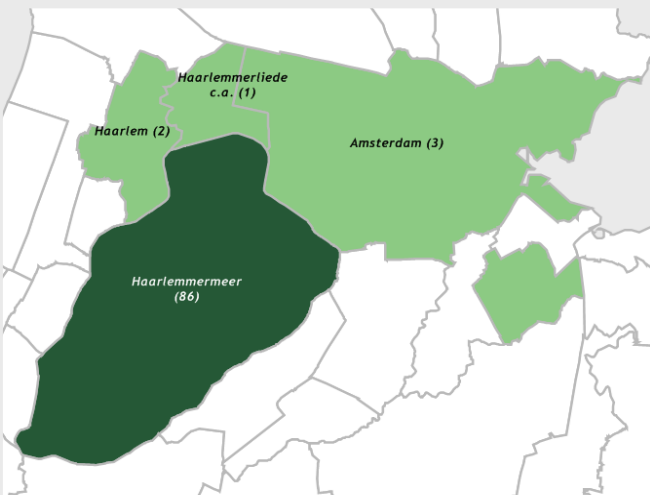 Haarlemmerliede
c.a. (1)
Haarlem (2)
Amsterdam (3)
Haarlemmermeer
(86)